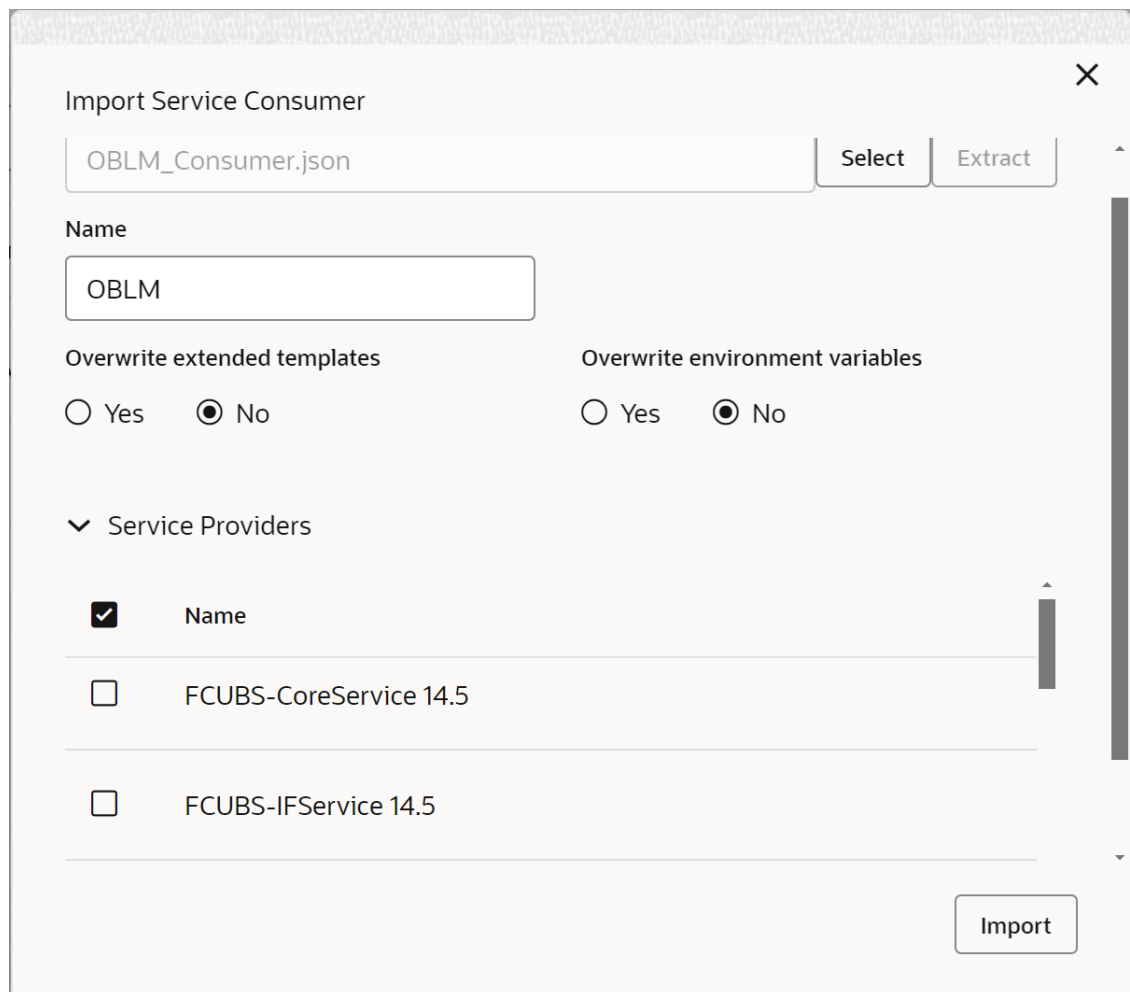 Import Service Consumer
OBLM_Consumer.json Select Extract
Name
OBLM
Overwrite extended templates Overwrite environment variables
Yes No Yes No
Service Providers
Name
FCUBS-CoreService 14.5
FCUBS-IFService 14.5
Import